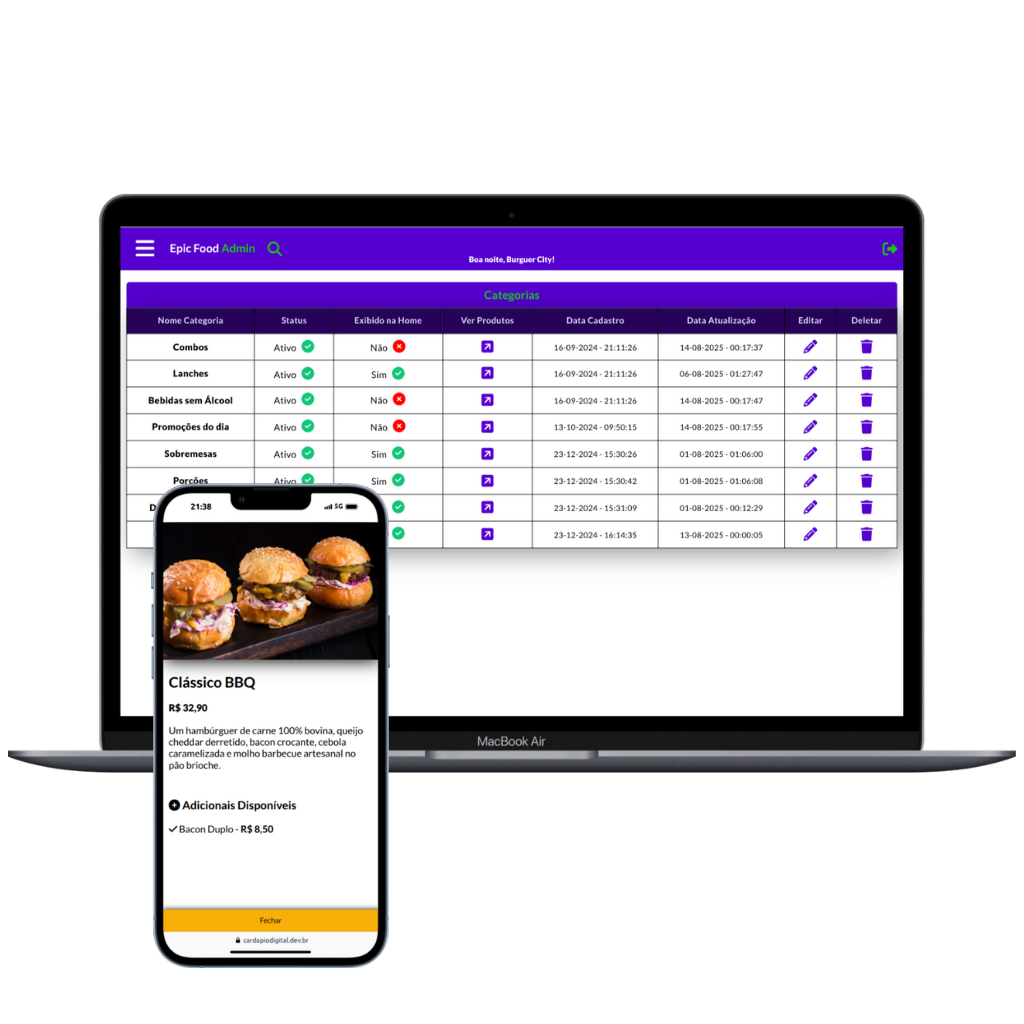 Epic Food Admin
Boa noite, Burguer City!
Categorias
Nome Categoria Status Exibido na Home Ver Produtos Data Cadastro Data Atualização Editar Deletar
Combos Ativo Não 16-09-2024 - 21:11:26 14-08-2025 - 00:17:37
Lanches Ativo Sim 16-09-2024 - 21:11:26 06-08-2025 - 01:27:47
Bebidas sem Álcool Ativo Não 16-09-2024 - 21:11:26 14-08-2025 - 00:17:47
Promoções do dia Ativo Não 13-10-2024 - 09:50:15 14-08-2025 - 00:17:55
Sobremesas Ativo Sim 23-12-2024 - 15:30:26 01-08-2025 - 01:06:00
Porções Ativo Sim 23-12-2024 - 15:30:42 01-08-2025 - 01:06:08
D 23-12-2024 - 15:31:09 01-08-2025 - 00:12:29
23-12-2024 - 16:14:35 13-08-2025 - 00:00:05
MacBook Air
21:38 5G
Clássico BBQ
R$ 32,90
Um hambúrguer de carne 100% bovina, queijo
cheddar derretido, bacon crocante, cebola
caramelizada e molho barbecue artesanal no
pão brioche.
Adicionais Disponíveis
Bacon Duplo - R$ 8,50
Fechar
cardapiodigital.dev.br